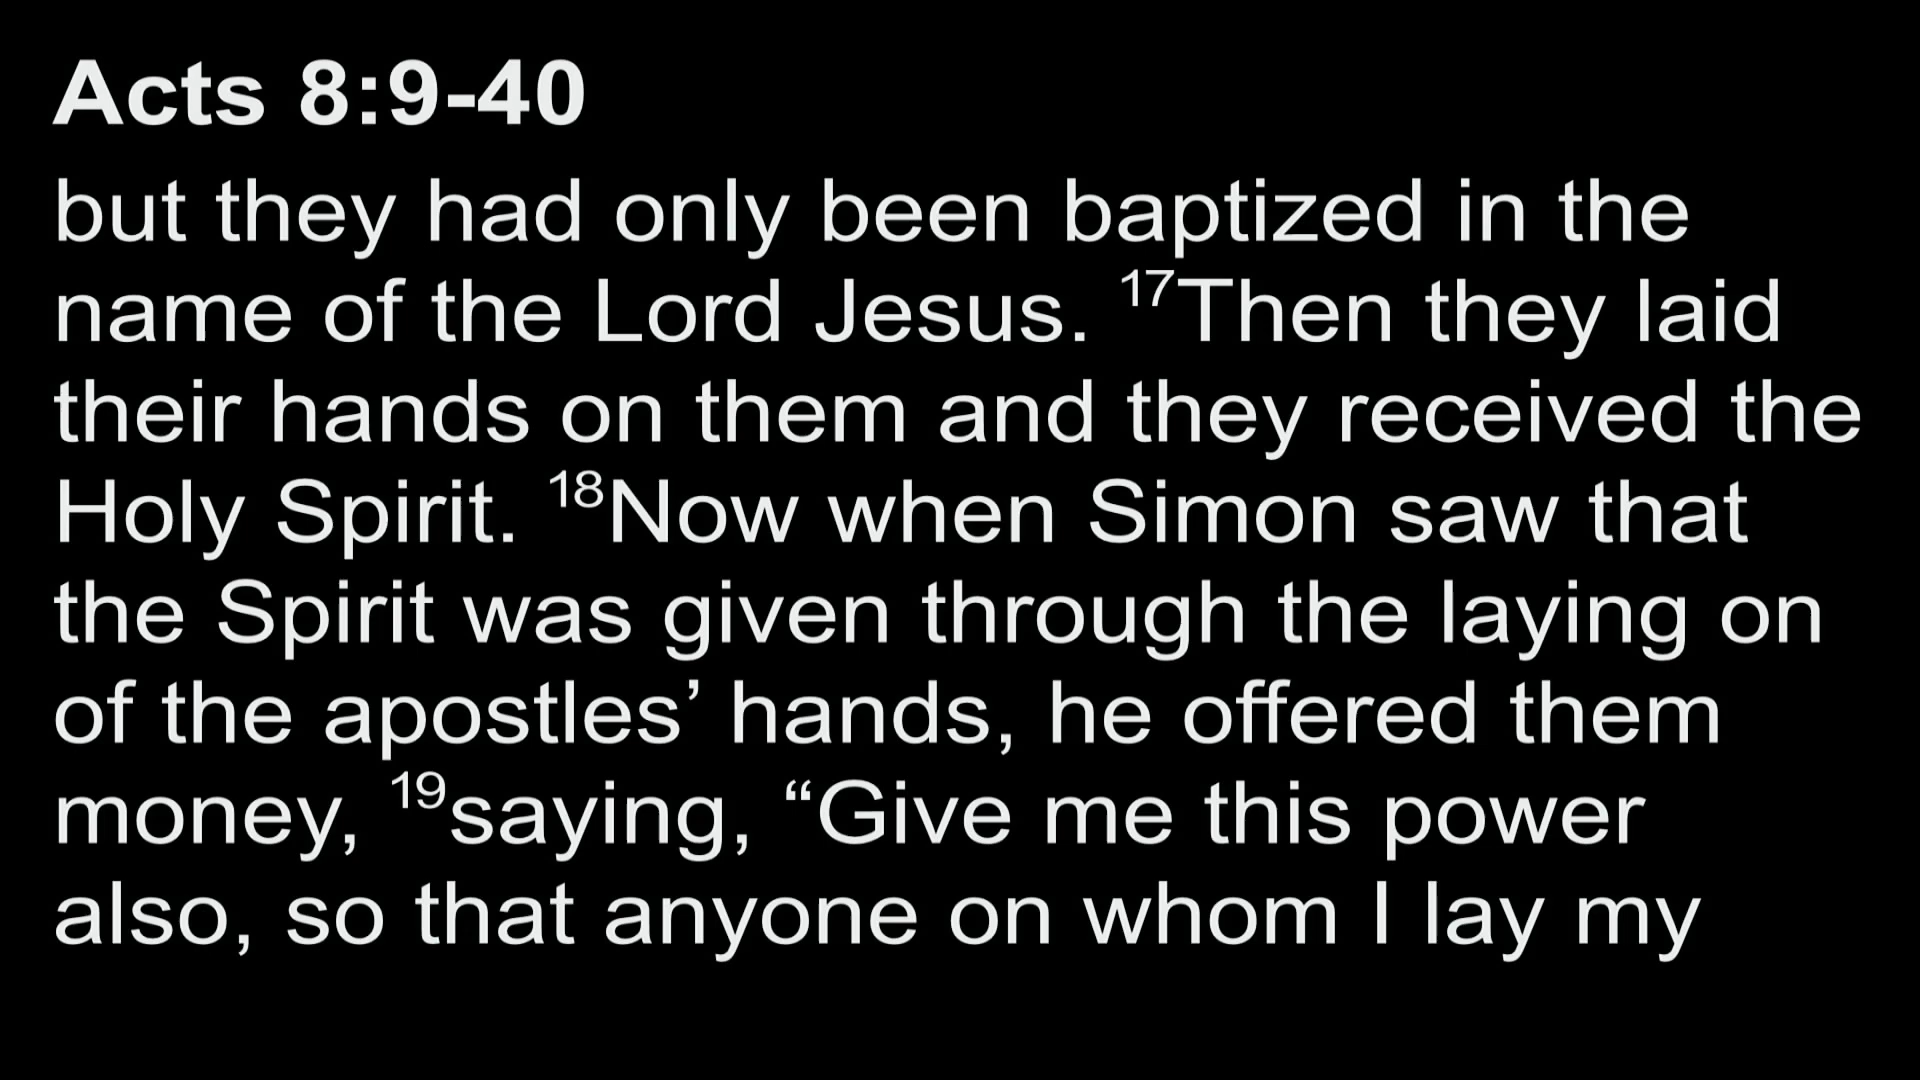 Acts 8:9-40
but they had only been baptized in the
name of the Lord Jesus. 17Then they laid
their hands on them and they received the
Holy Spirit. 18Now when Simon saw that
the Spirit was given through the laying on
of the apostles’ hands, he offered them
money, 19saying, “Give me this power
also, so that anyone on whom I lay my